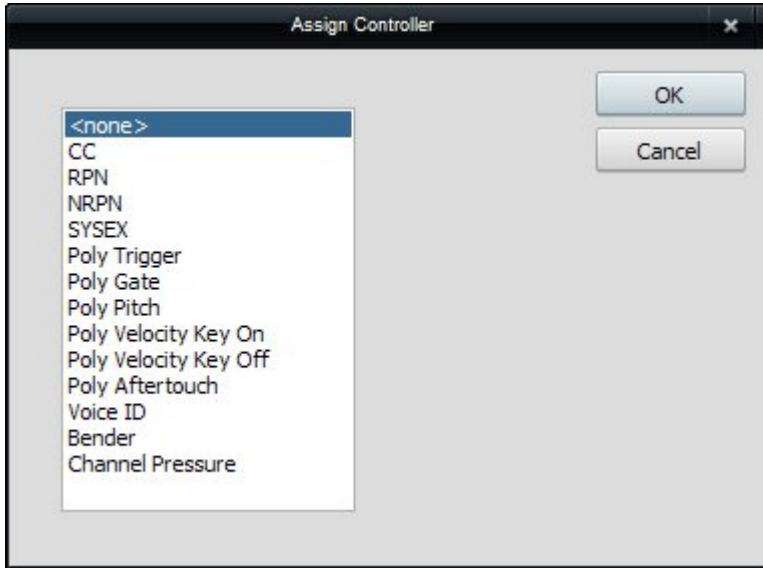 Assign Controller
OK
<none>
CC
Cancel
RPN
NRPN
SYSEX
Poly Trigger
Poly Gate
Poly Pitch
Poly Velocity Key On
Poly Velocity Key Off
Poly Aftertouch
Voice ID
Bender
Channel Pressure